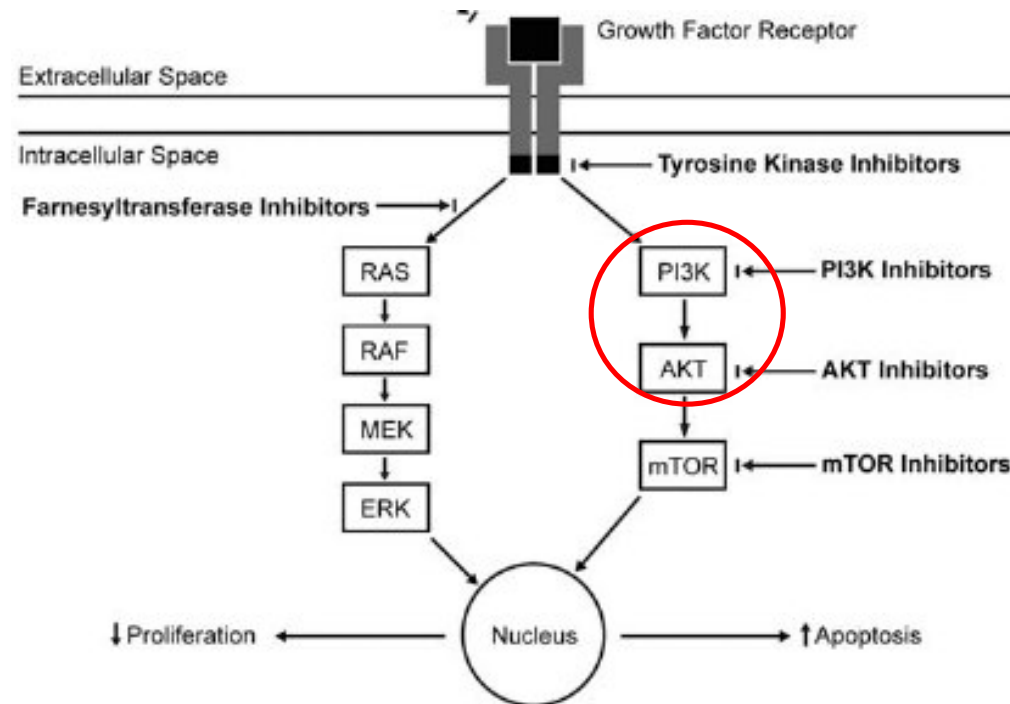 Growth Factor Receptor
Extracellular Space
Intracellular Space
Tyrosine Kinase Inhibitors
Farnesyltransferase Inhibitors
RAS
PI3K
PI3K Inhibitors
RAF
AKT
AKT Inhibitors
MEK
mTOR
mTOR Inhibitors
ERK
Proliferation
Nucleus
Apoptosis